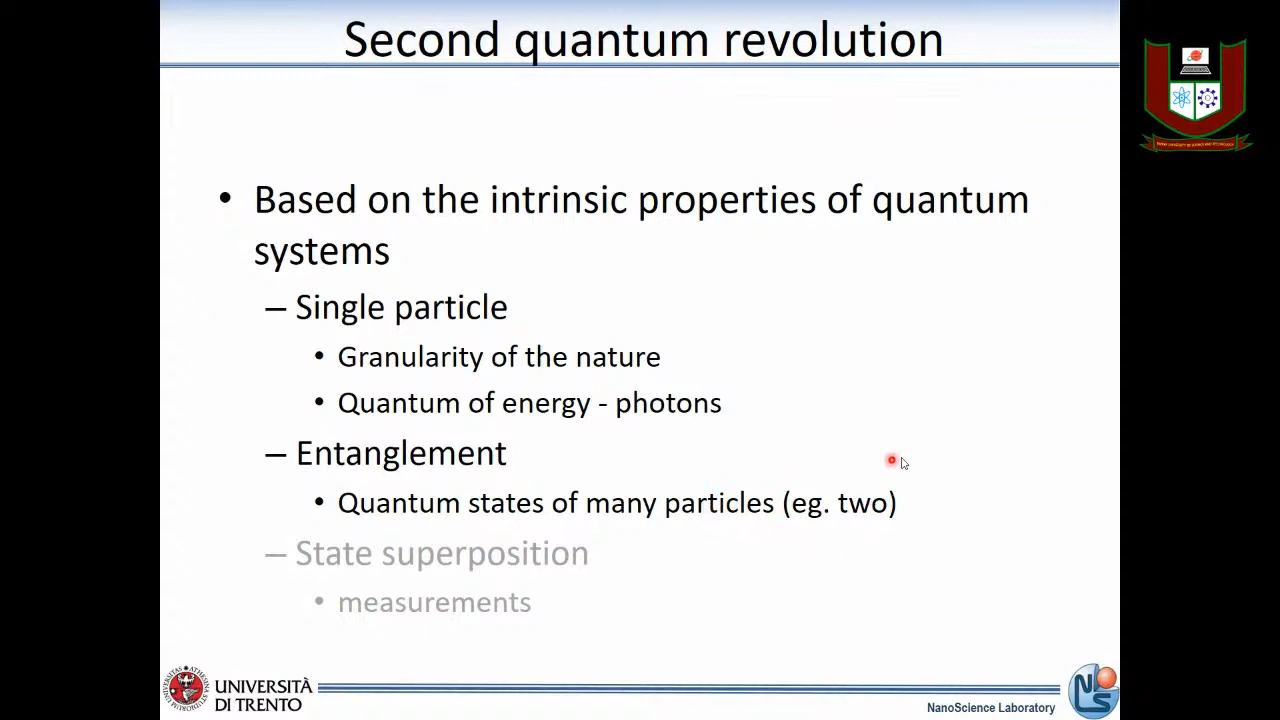 Second quantum revolution
• Based on the intrinsic properties of quantum
systems
– Single particle
• Granularity of the nature
• Quantum of energy - photons
– Entanglement
• Quantum states of many particles (eg. two)
– State superposition
• measurements
UNIVERSITÀ
DI TRENTO
NanoScience Laboratory